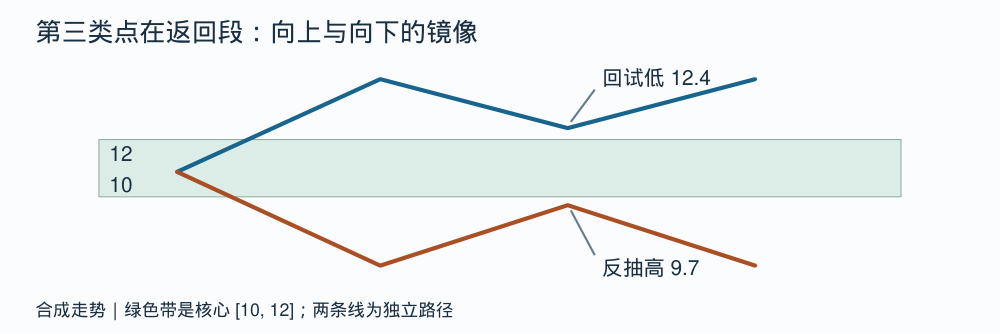 第三类点在返回段：向上与向下的镜像
回试低 12.4
12
10
反抽高 9.7
合成走势｜绿色带是核心 [10, 12]；两条线为独立路径